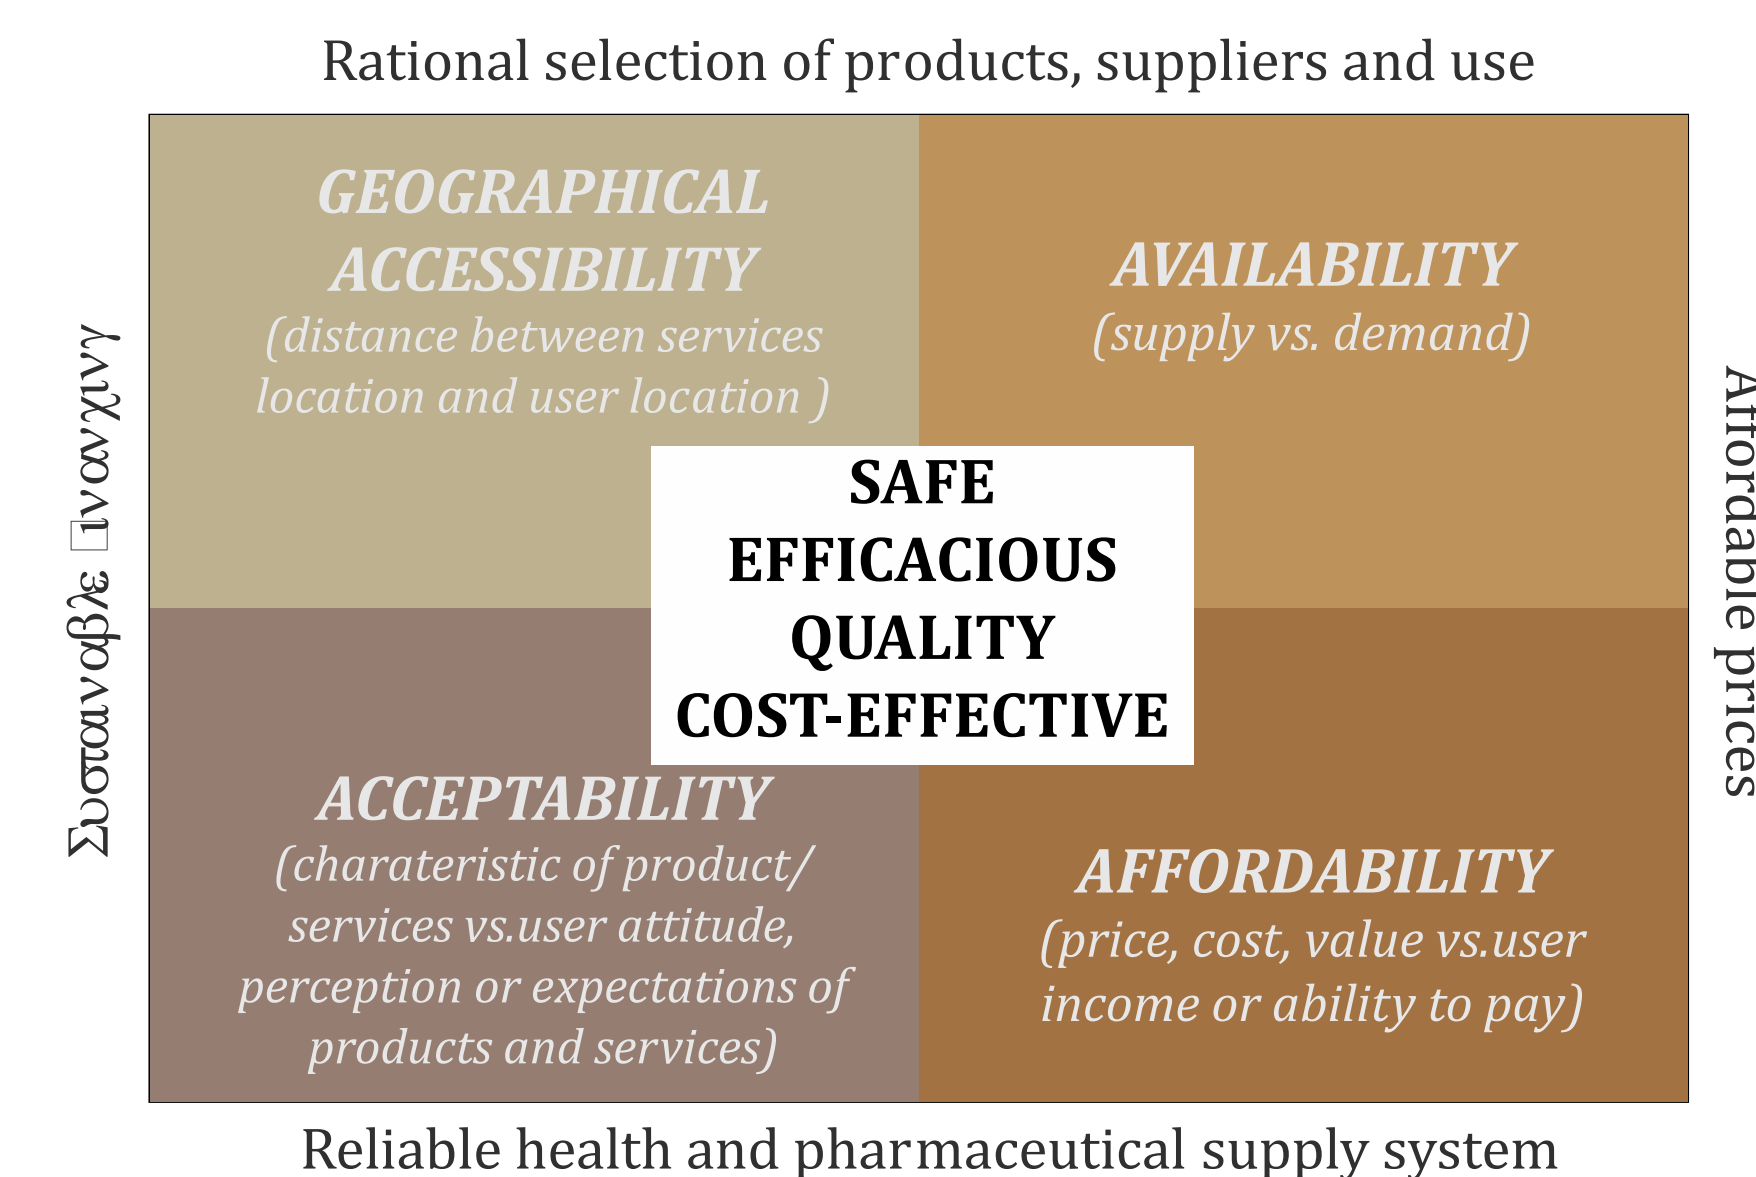 Rational selection of products, suppliers and use
GEOGRAPHICAL
ACCESSIBILITY
(distance between services
location and user location )
AVAILABILITY
(supply vs. demand)
SAFE
EFFICACIOUS
QUALITY
COST-EFFECTIVE
ACCEPTABILITY
(charateristic of product/
services vs.user attitude,
perception or expectations of
products and services)
AFFORDABILITY
(price, cost, value vs.user
income or ability to pay)
Συσταιναβλε □ιναχινγ
Affordable prices
Reliable health and pharmaceutical supply system